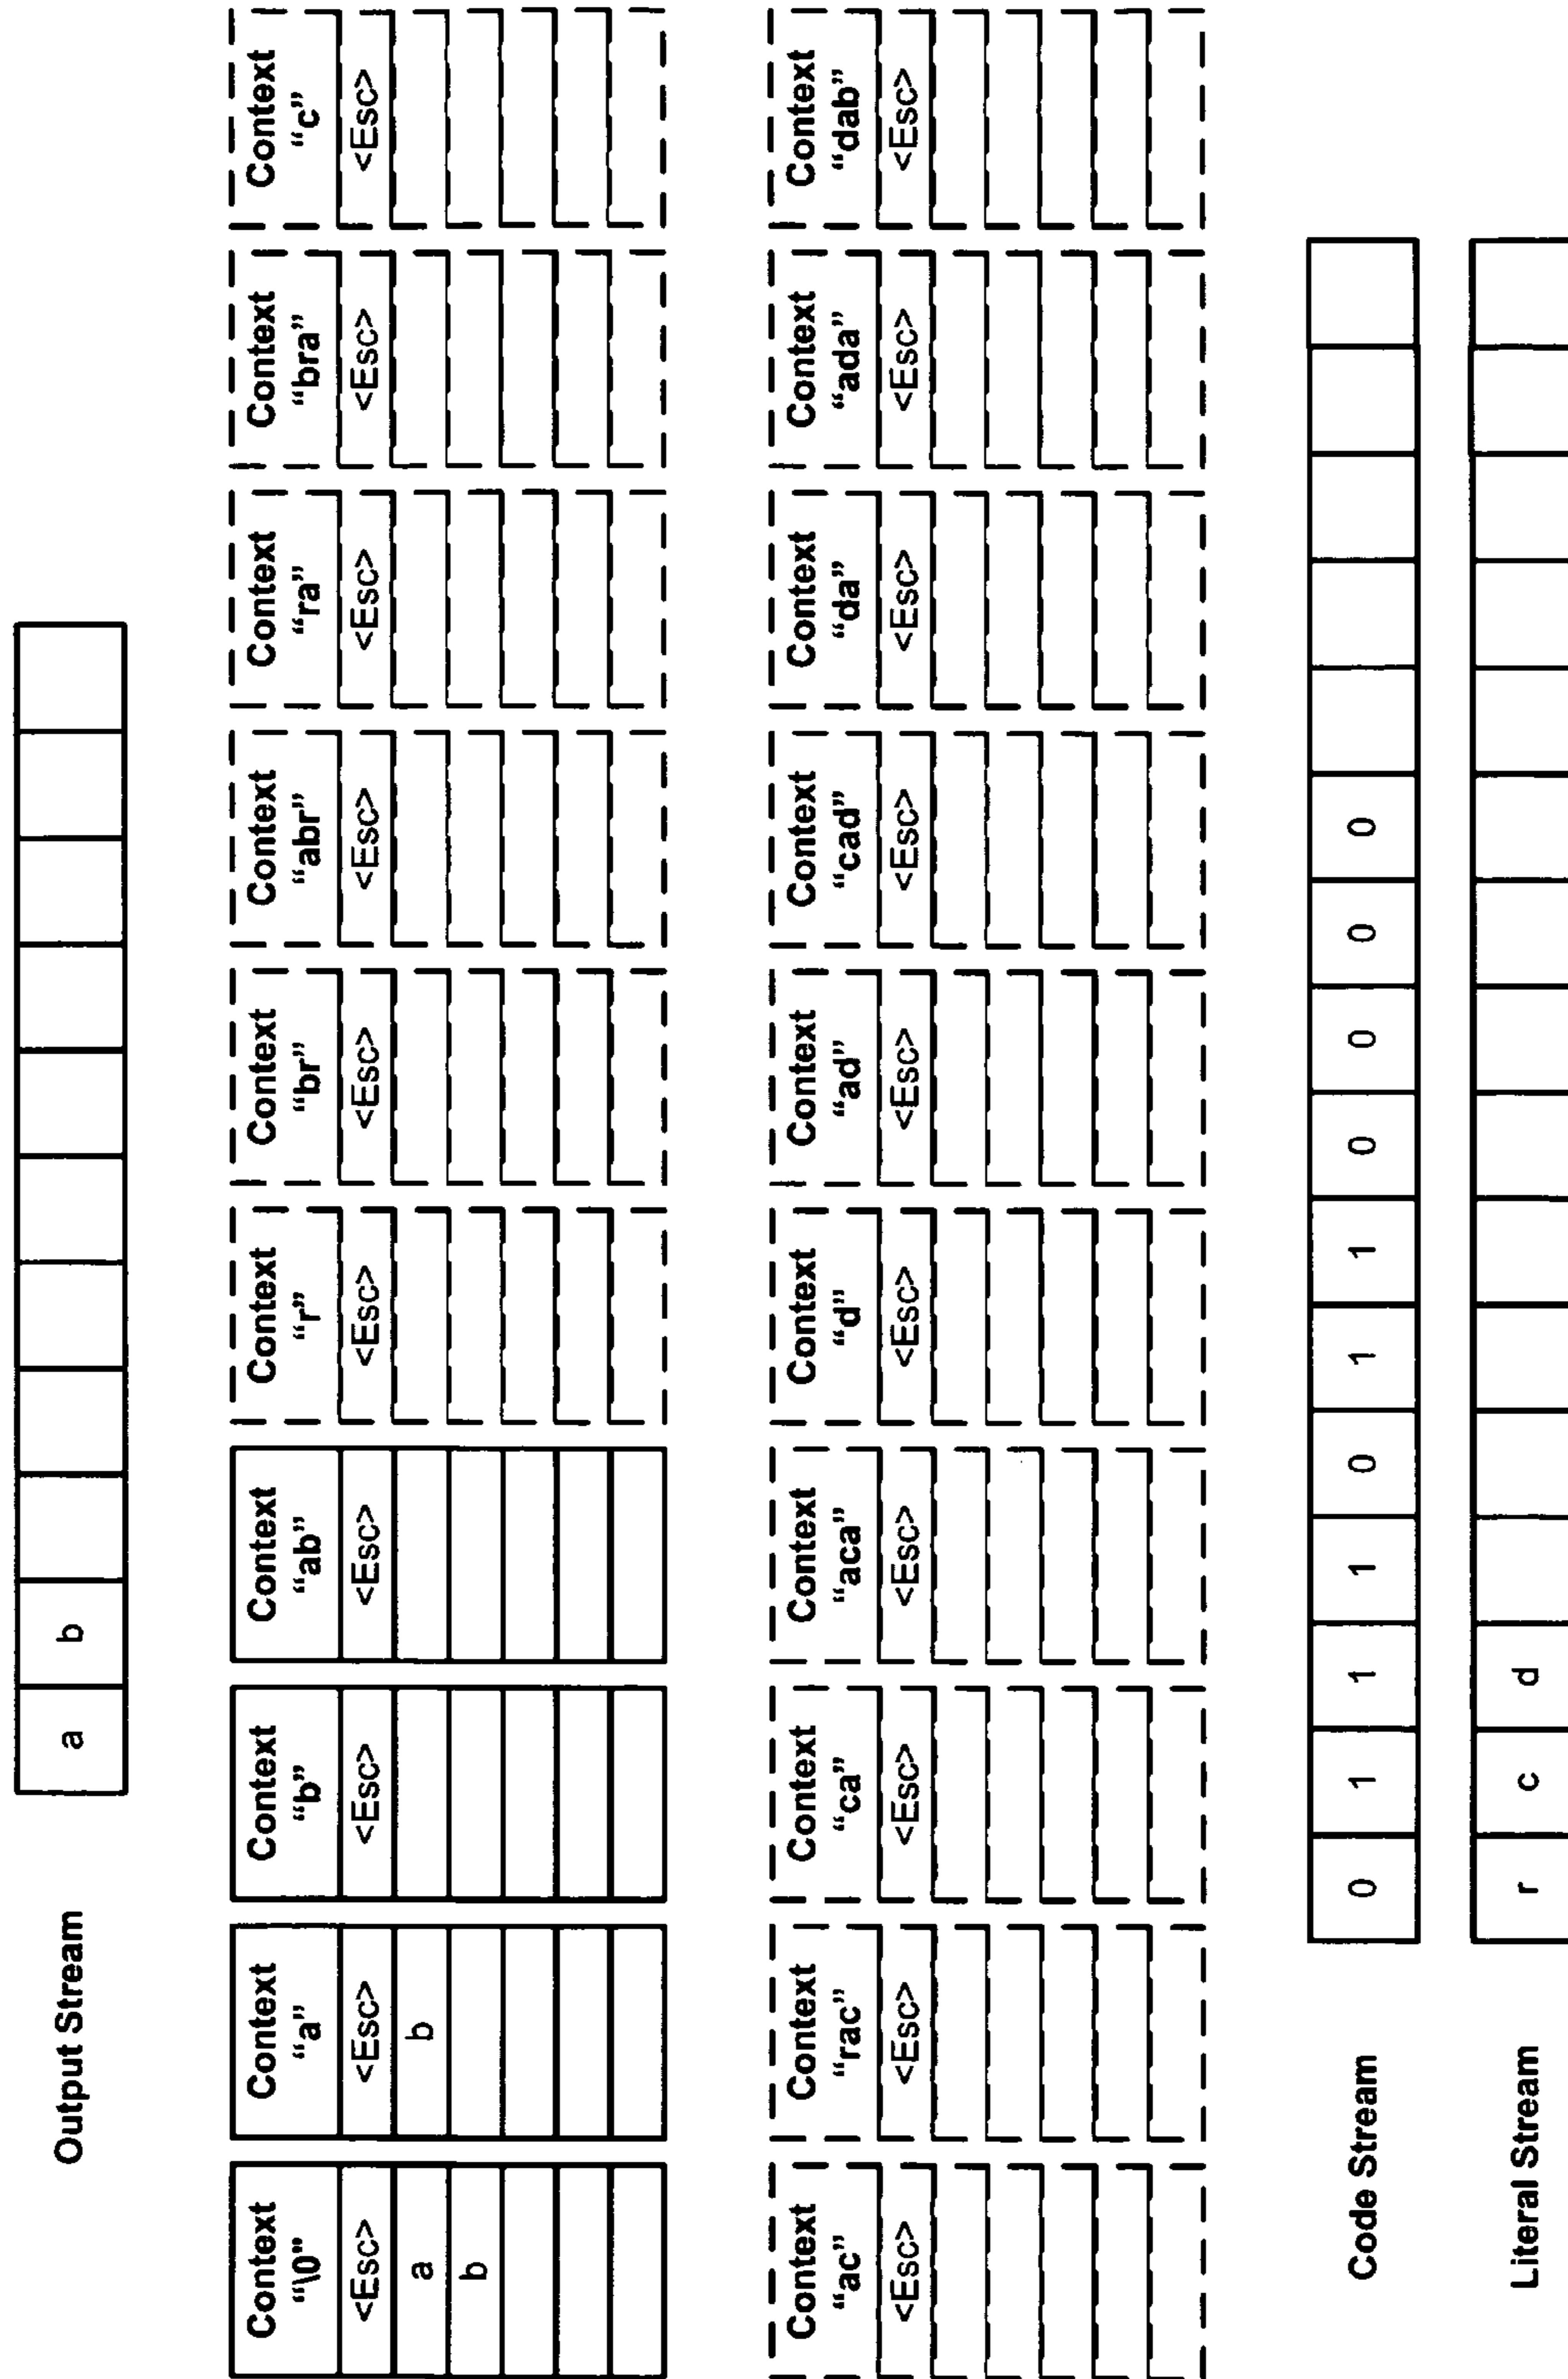 Output Stream a b
Context Context Context Context Context Context Context Context Context Context
“\0” “a” “b” “ab” “r” “br” “abr” “ra” “bra” “c”
<Esc> <Esc> <Esc> <Esc> <Esc> <Esc> <Esc> <Esc> <Esc> <Esc>
a b
b
Context Context Context Context Context Context Context Context Context Context
“ac” “rac” “ca” “aca” “d” “ad” “cad” “da” “ada” “dab”
<Esc> <Esc> <Esc> <Esc> <Esc> <Esc> <Esc> <Esc> <Esc> <Esc>
Code Stream 0 1 1 1 0 1 1 0 0 0 0
Literal Stream r c d